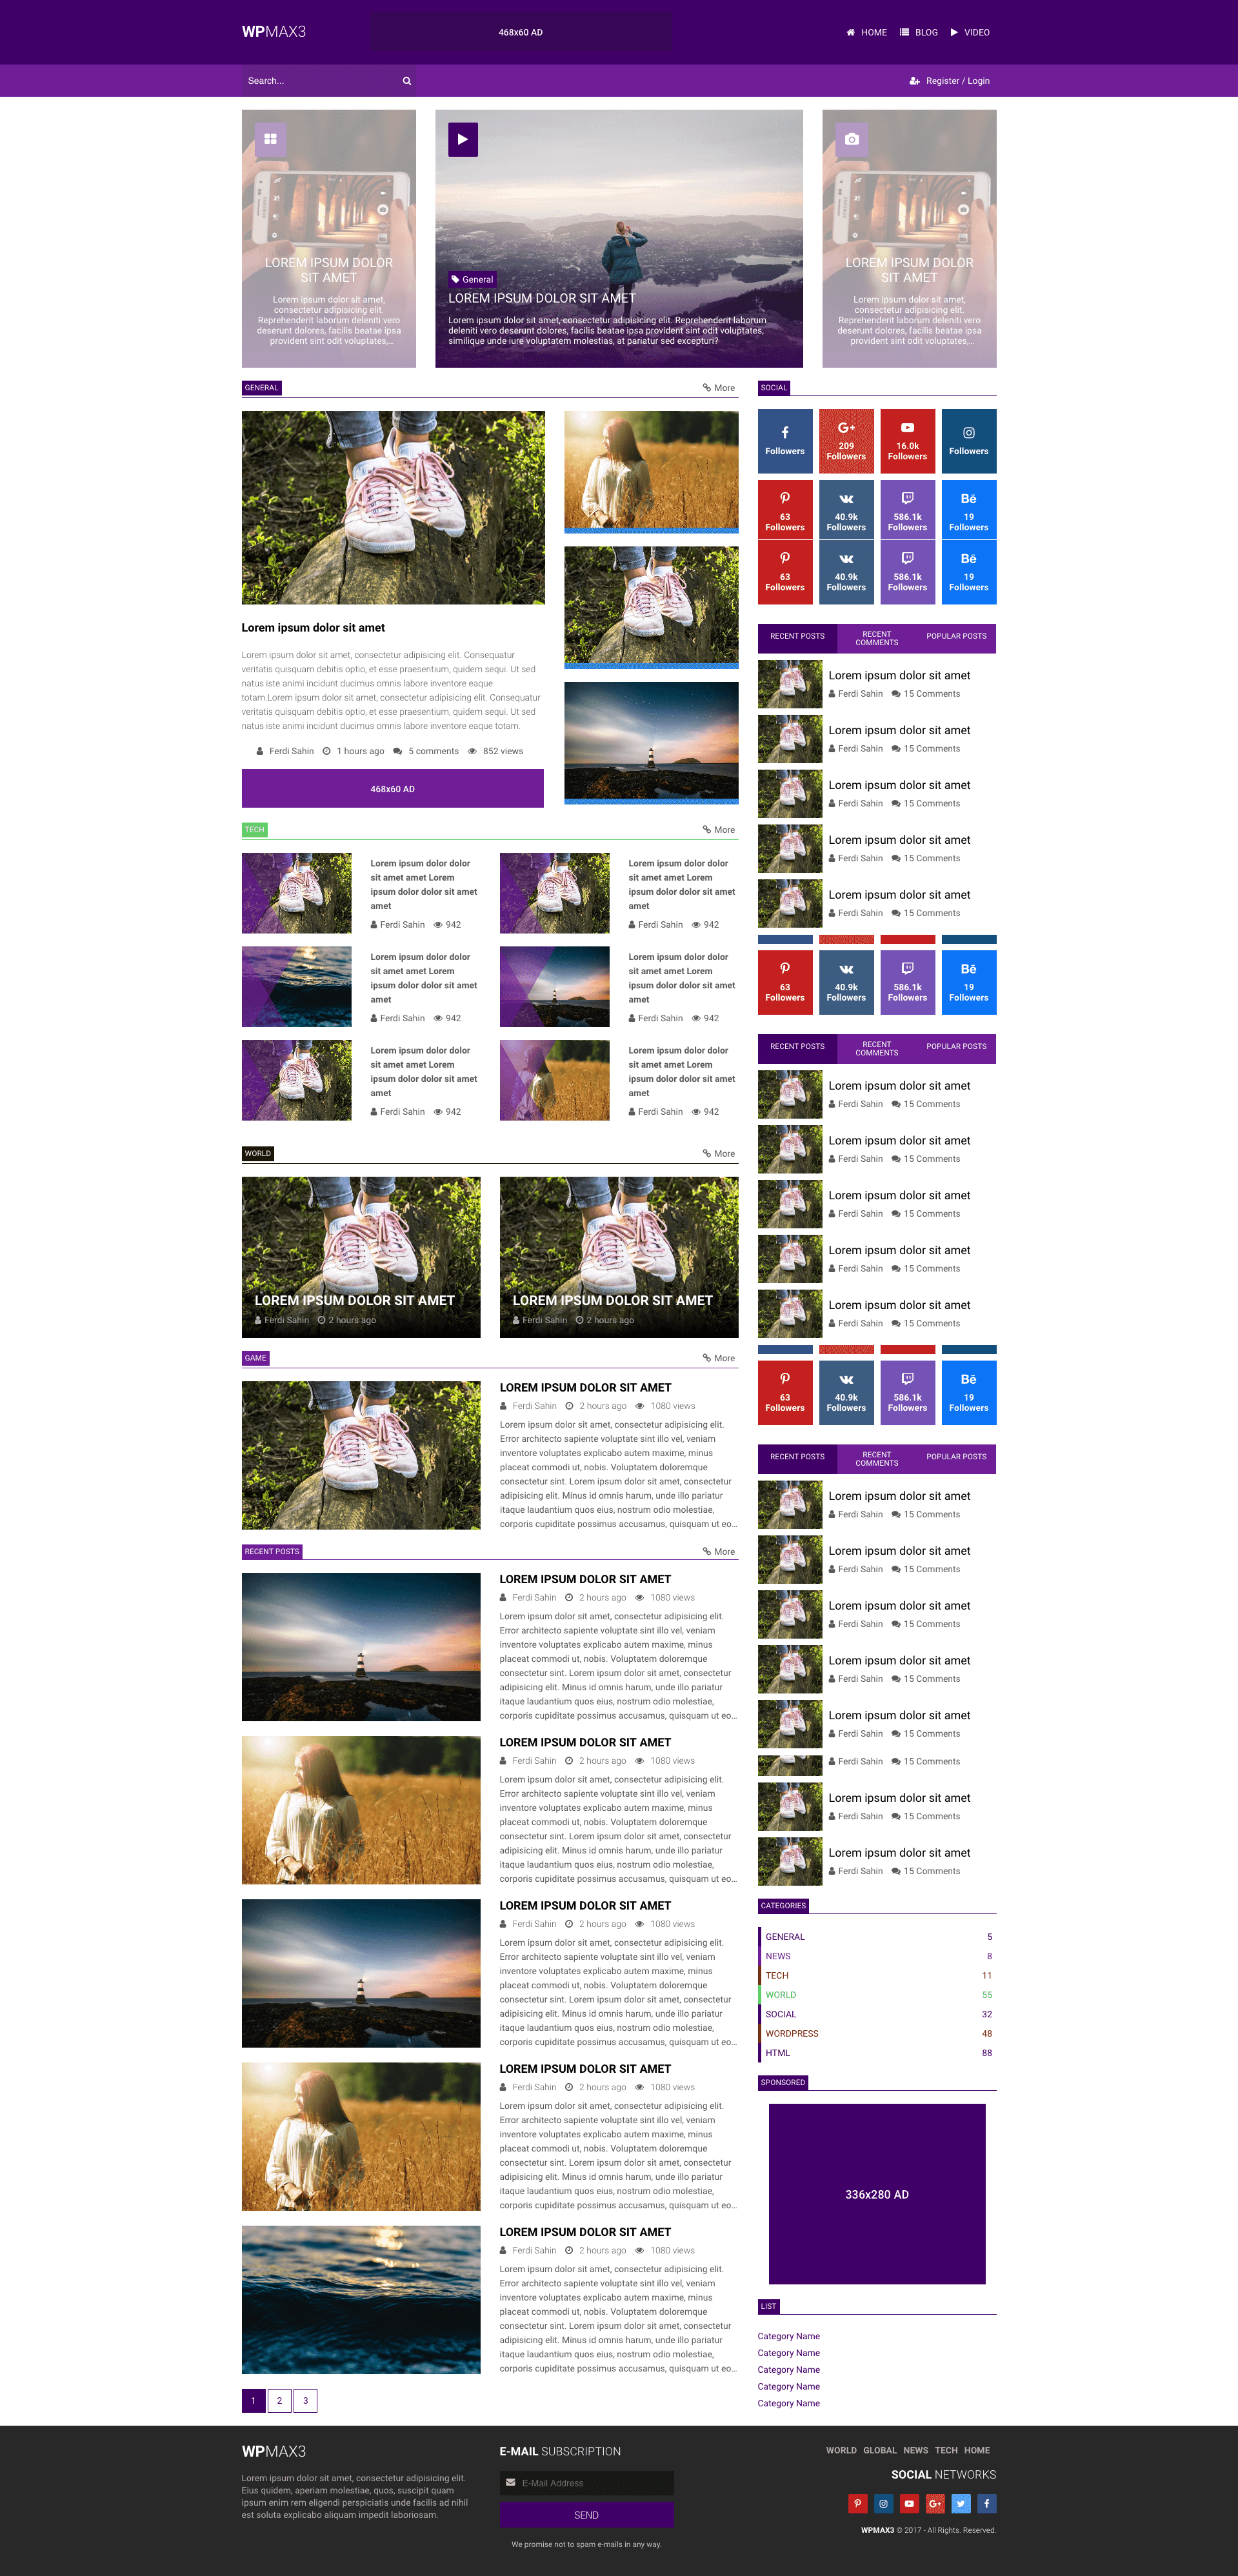 WPMAX3
468x60 AD
HOME BLOG VIDEO
Search...
Register / Login
LOREM IPSUM DOLOR
SIT AMET
Lorem ipsum dolor sit amet,
consectetur adipisicing elit.
Reprehenderit laborum deleniti vero
deserunt dolores, facilis beatae ipsa
provident sint odit voluptates,...
General
LOREM IPSUM DOLOR SIT AMET
Lorem ipsum dolor sit amet, consectetur adipisicing elit. Reprehenderit laborum
deleniti vero deserunt dolores, facilis beatae ipsa provident sint odit voluptates,
similique unde iure voluptatem molestias, at pariatur sed excepturi?
LOREM IPSUM DOLOR
SIT AMET
Lorem ipsum dolor sit amet,
consectetur adipisicing elit.
Reprehenderit laborum deleniti vero
deserunt dolores, facilis beatae ipsa
provident sint odit voluptates,...
GENERAL
More
Lorem ipsum dolor sit amet
Lorem ipsum dolor sit amet, consectetur adipisicing elit. Consequatur
veritatis quisquam debitis optio, et esse praesentium, quidem sequi. Ut sed
natus iste animi incidunt ducimus omnis labore inventore eaque
totam.Lorem ipsum dolor sit amet, consectetur adipisicing elit. Consequatur
veritatis quisquam debitis optio, et esse praesentium, quidem sequi. Ut sed
natus iste animi incidunt ducimus omnis labore inventore eaque totam.
Ferdi Sahin 1 hours ago 5 comments 852 views
468x60 AD
TECH
More
Lorem ipsum dolor dolor
sit amet amet Lorem
ipsum dolor dolor sit amet
amet
Ferdi Sahin 942
Lorem ipsum dolor dolor
sit amet amet Lorem
ipsum dolor dolor sit amet
amet
Ferdi Sahin 942
Lorem ipsum dolor dolor
sit amet amet Lorem
ipsum dolor dolor sit amet
amet
Ferdi Sahin 942
Lorem ipsum dolor dolor
sit amet amet Lorem
ipsum dolor dolor sit amet
amet
Ferdi Sahin 942
Lorem ipsum dolor dolor
sit amet amet Lorem
ipsum dolor dolor sit amet
amet
Ferdi Sahin 942
Lorem ipsum dolor dolor
sit amet amet Lorem
ipsum dolor dolor sit amet
amet
Ferdi Sahin 942
WORLD
More
LOREM IPSUM DOLOR SIT AMET
Ferdi Sahin 2 hours ago
LOREM IPSUM DOLOR SIT AMET
Ferdi Sahin 2 hours ago
GAME
More
LOREM IPSUM DOLOR SIT AMET
Ferdi Sahin 2 hours ago 1080 views
Lorem ipsum dolor sit amet, consectetur adipisicing elit.
Error architecto sapiente voluptate sint illo vel, veniam
inventore voluptates explicabo autem maxime, minus
placeat commodi ut, nobis. Voluptatem doloremque
consectetur sint. Lorem ipsum dolor sit amet, consectetur
adipisicing elit. Minus id omnis harum, unde illo pariatur
itaque laudantium quos eius, nostrum odio molestiae,
corporis cupiditate possimus accusamus, quisquam ut eo...
RECENT POSTS
More
LOREM IPSUM DOLOR SIT AMET
Ferdi Sahin 2 hours ago 1080 views
Lorem ipsum dolor sit amet, consectetur adipisicing elit.
Error architecto sapiente voluptate sint illo vel, veniam
inventore voluptates explicabo autem maxime, minus
placeat commodi ut, nobis. Voluptatem doloremque
consectetur sint. Lorem ipsum dolor sit amet, consectetur
adipisicing elit. Minus id omnis harum, unde illo pariatur
itaque laudantium quos eius, nostrum odio molestiae,
corporis cupiditate possimus accusamus, quisquam ut eo...
LOREM IPSUM DOLOR SIT AMET
Ferdi Sahin 2 hours ago 1080 views
Lorem ipsum dolor sit amet, consectetur adipisicing elit.
Error architecto sapiente voluptate sint illo vel, veniam
inventore voluptates explicabo autem maxime, minus
placeat commodi ut, nobis. Voluptatem doloremque
consectetur sint. Lorem ipsum dolor sit amet, consectetur
adipisicing elit. Minus id omnis harum, unde illo pariatur
itaque laudantium quos eius, nostrum odio molestiae,
corporis cupiditate possimus accusamus, quisquam ut eo...
LOREM IPSUM DOLOR SIT AMET
Ferdi Sahin 2 hours ago 1080 views
Lorem ipsum dolor sit amet, consectetur adipisicing elit.
Error architecto sapiente voluptate sint illo vel, veniam
inventore voluptates explicabo autem maxime, minus
placeat commodi ut, nobis. Voluptatem doloremque
consectetur sint. Lorem ipsum dolor sit amet, consectetur
adipisicing elit. Minus id omnis harum, unde illo pariatur
itaque laudantium quos eius, nostrum odio molestiae,
corporis cupiditate possimus accusamus, quisquam ut eo...
LOREM IPSUM DOLOR SIT AMET
Ferdi Sahin 2 hours ago 1080 views
Lorem ipsum dolor sit amet, consectetur adipisicing elit.
Error architecto sapiente voluptate sint illo vel, veniam
inventore voluptates explicabo autem maxime, minus
placeat commodi ut, nobis. Voluptatem doloremque
consectetur sint. Lorem ipsum dolor sit amet, consectetur
adipisicing elit. Minus id omnis harum, unde illo pariatur
itaque laudantium quos eius, nostrum odio molestiae,
corporis cupiditate possimus accusamus, quisquam ut eo...
LOREM IPSUM DOLOR SIT AMET
Ferdi Sahin 2 hours ago 1080 views
Lorem ipsum dolor sit amet, consectetur adipisicing elit.
Error architecto sapiente voluptate sint illo vel, veniam
inventore voluptates explicabo autem maxime, minus
placeat commodi ut, nobis. Voluptatem doloremque
consectetur sint. Lorem ipsum dolor sit amet, consectetur
adipisicing elit. Minus id omnis harum, unde illo pariatur
itaque laudantium quos eius, nostrum odio molestiae,
corporis cupiditate possimus accusamus, quisquam ut eo...
1 2 3
SOCIAL
Followers
209
Followers
16.0k
Followers
Followers
63
Followers
40.9k
Followers
586.1k
Followers
Bē
19
Followers
63
Followers
40.9k
Followers
586.1k
Followers
Bē
19
Followers
RECENT POSTS
RECENT
COMMENTS
POPULAR POSTS
Lorem ipsum dolor sit amet
Ferdi Sahin 15 Comments
Lorem ipsum dolor sit amet
Ferdi Sahin 15 Comments
Lorem ipsum dolor sit amet
Ferdi Sahin 15 Comments
Lorem ipsum dolor sit amet
Ferdi Sahin 15 Comments
Lorem ipsum dolor sit amet
Ferdi Sahin 15 Comments
63
Followers
40.9k
Followers
586.1k
Followers
Bē
19
Followers
RECENT POSTS
RECENT
COMMENTS
POPULAR POSTS
Lorem ipsum dolor sit amet
Ferdi Sahin 15 Comments
Lorem ipsum dolor sit amet
Ferdi Sahin 15 Comments
Lorem ipsum dolor sit amet
Ferdi Sahin 15 Comments
Lorem ipsum dolor sit amet
Ferdi Sahin 15 Comments
Lorem ipsum dolor sit amet
Ferdi Sahin 15 Comments
63
Followers
40.9k
Followers
586.1k
Followers
Bē
19
Followers
RECENT POSTS
RECENT
COMMENTS
POPULAR POSTS
Lorem ipsum dolor sit amet
Ferdi Sahin 15 Comments
Lorem ipsum dolor sit amet
Ferdi Sahin 15 Comments
Lorem ipsum dolor sit amet
Ferdi Sahin 15 Comments
Lorem ipsum dolor sit amet
Ferdi Sahin 15 Comments
Lorem ipsum dolor sit amet
Ferdi Sahin 15 Comments
Ferdi Sahin 15 Comments
Lorem ipsum dolor sit amet
Ferdi Sahin 15 Comments
Lorem ipsum dolor sit amet
Ferdi Sahin 15 Comments
CATEGORIES
GENERAL 5
NEWS 8
TECH 11
WORLD 55
SOCIAL 32
WORDPRESS 48
HTML 88
SPONSORED
336x280 AD
LIST
Category Name
Category Name
Category Name
Category Name
Category Name
WPMAX3
Lorem ipsum dolor sit amet, consectetur adipisicing elit.
Eius quidem, aperiam molestiae, quos, suscipit quam
ipsum enim rem eligendi perspiciatis unde facilis ad nihil
est soluta explicabo aliquam impedit laboriosam.
E-MAIL SUBSCRIPTION
E-Mail Address
SEND
We promise not to spam e-mails in any way.
WORLD GLOBAL NEWS TECH HOME
SOCIAL NETWORKS
WPMAX3 © 2017 - All Rights. Reserved.